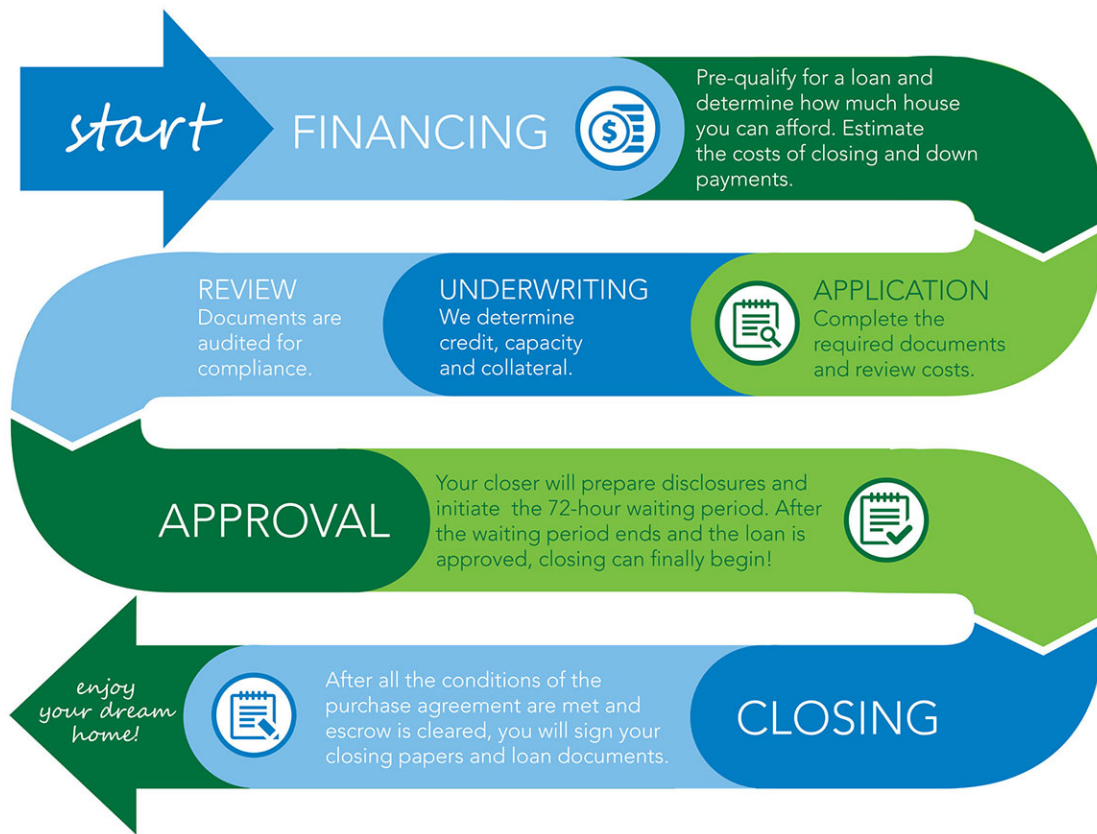 start
FINANCING
$
Pre-qualify for a loan and
determine how much house
you can afford. Estimate
the costs of closing and down
payments.
APPLICATION
Complete the
required documents
and review costs.
UNDERWRITING
We determine
credit, capacity
and collateral.
REVIEW
Documents are
audited for
compliance.
APPROVAL
Your closer will prepare disclosures and
initiate the 72-hour waiting period. After
the waiting period ends and the loan is
approved, closing can finally begin!
CLOSING
After all the conditions of the
purchase agreement are met and
escrow is cleared, you will sign your
closing papers and loan documents.
enjoy
your dream
home!